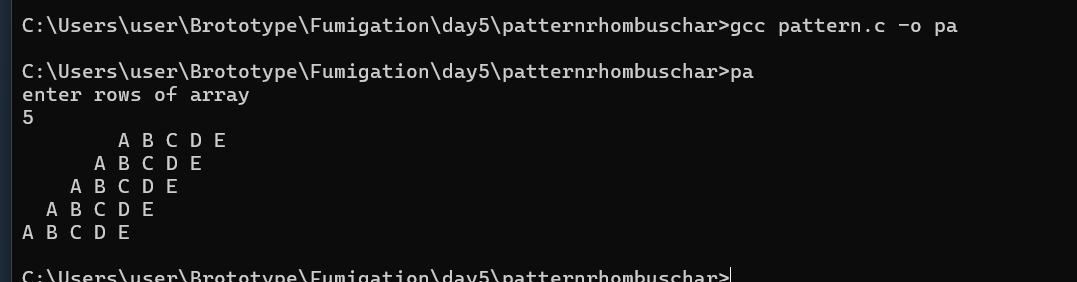 C:\Users\user\Brototype\Fumigation\day5\patternrhombuschar>gcc pattern.c -o pa
C:\Users\user\Brototype\Fumigation\day5\patternrhombuschar>pa
enter rows of array
5
        A B C D E
      A B C D E
    A B C D E
  A B C D E
A B C D E
C:\Users\user\Brototype\Fumigation\day5\patternrhombuschar>